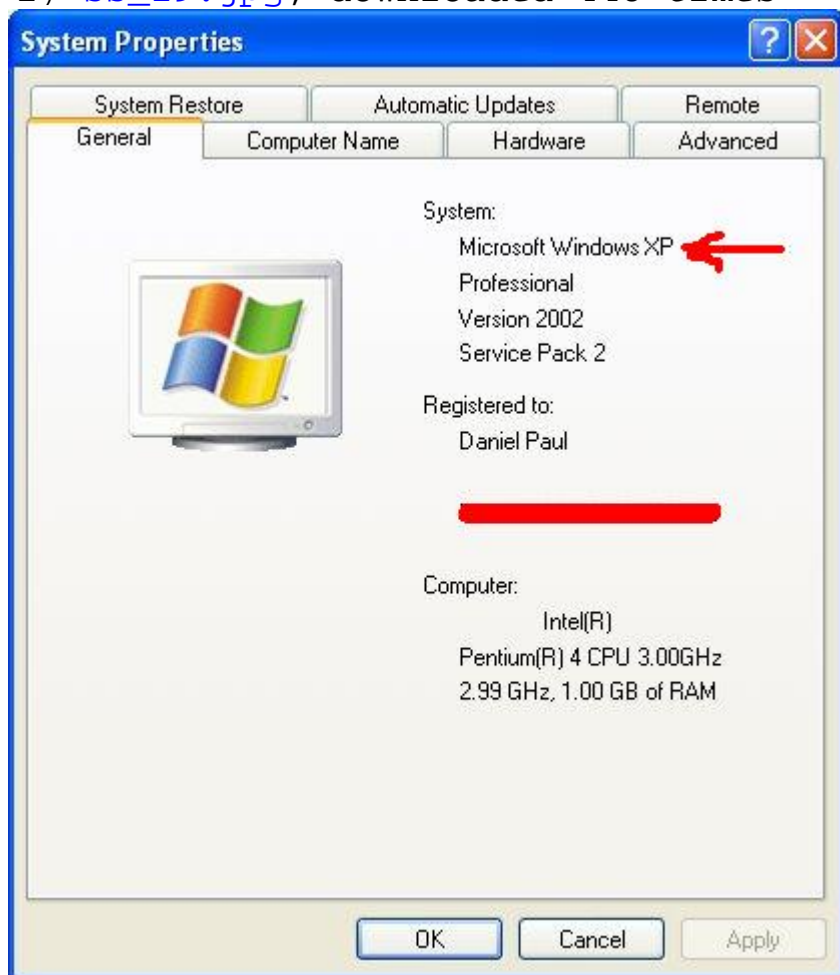 System Properties
System Restore Automatic Updates Remote
General Computer Name Hardware Advanced
System:
Microsoft Windows XP
Professional
Version 2002
Service Pack 2
Registered to:
Daniel Paul
Computer:
Intel(R)
Pentium(R) 4 CPU 3.00GHz
2.99 GHz, 1.00 GB of RAM
OK Cancel Apply